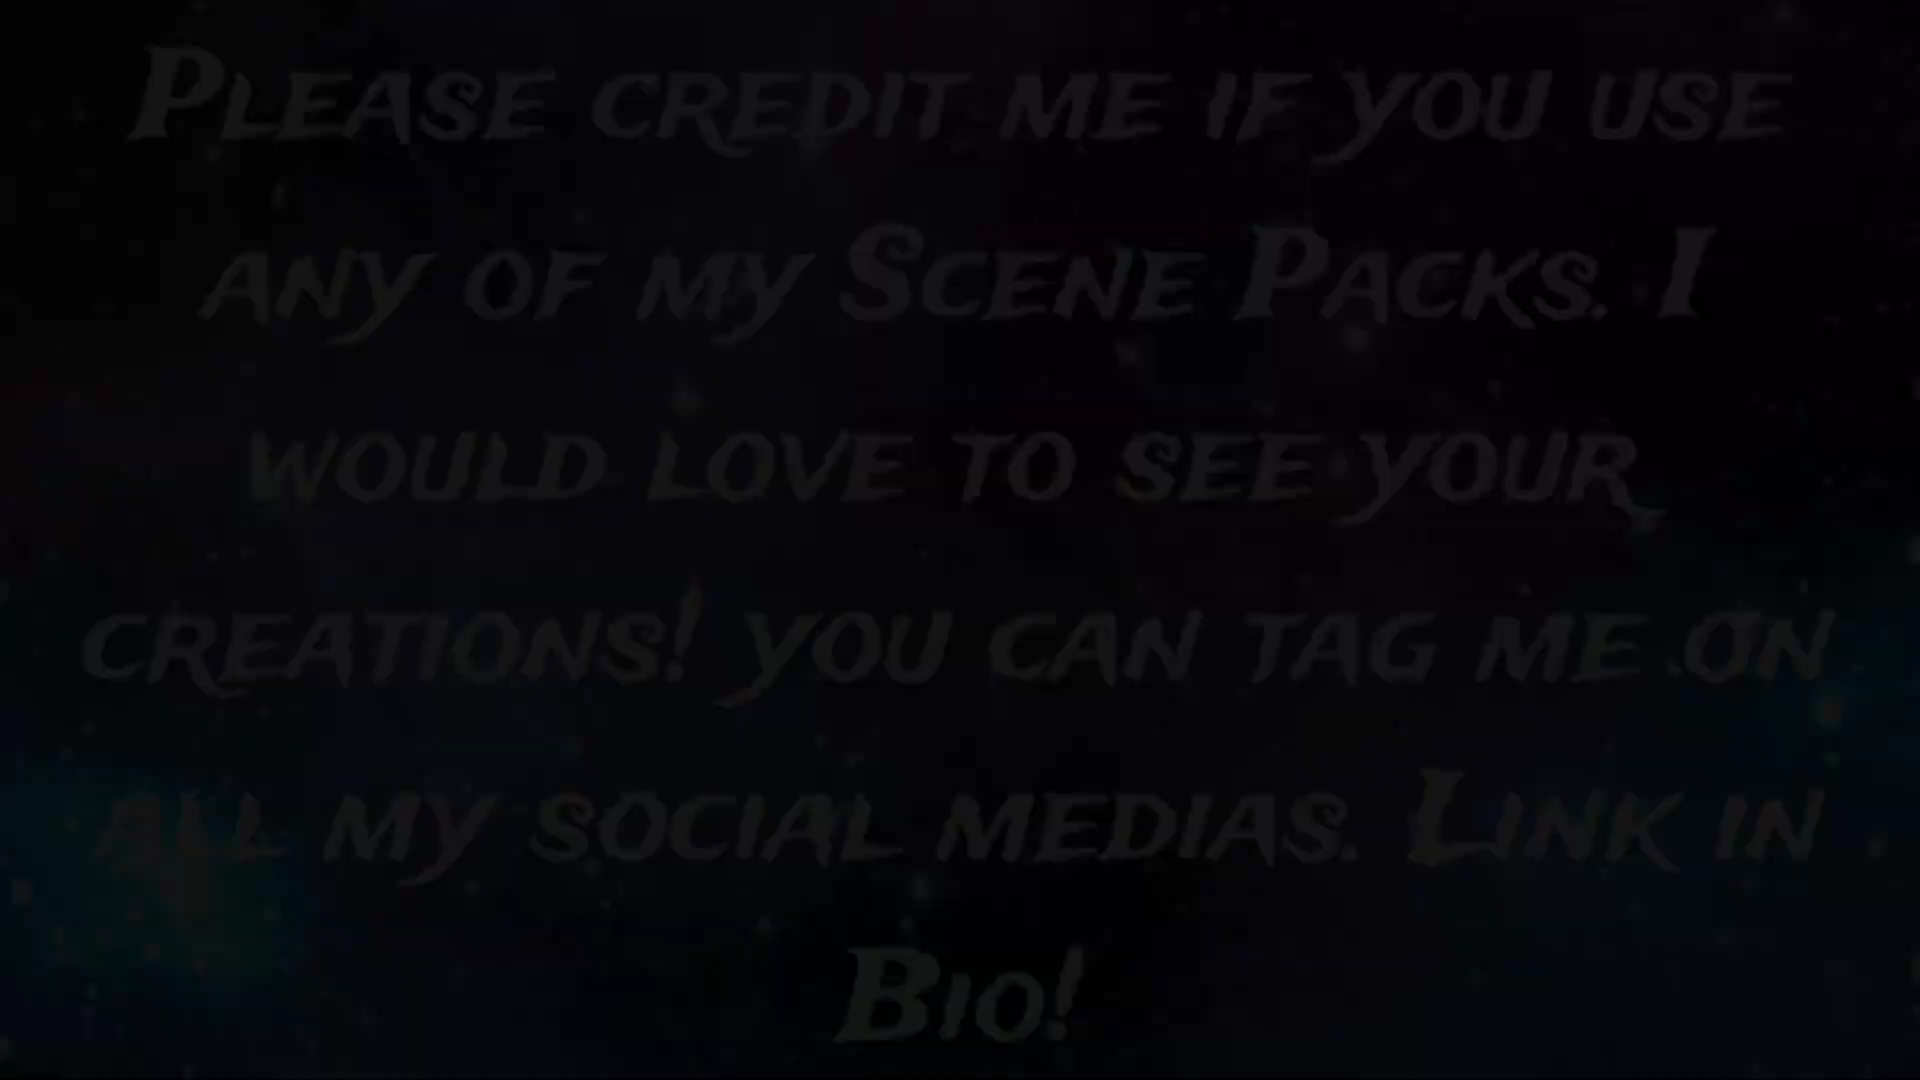 Please credit me if you use
any of my Scene Packs. I
would love to see your
creations! you can tag me on
all my social medias. Link in
Bio!